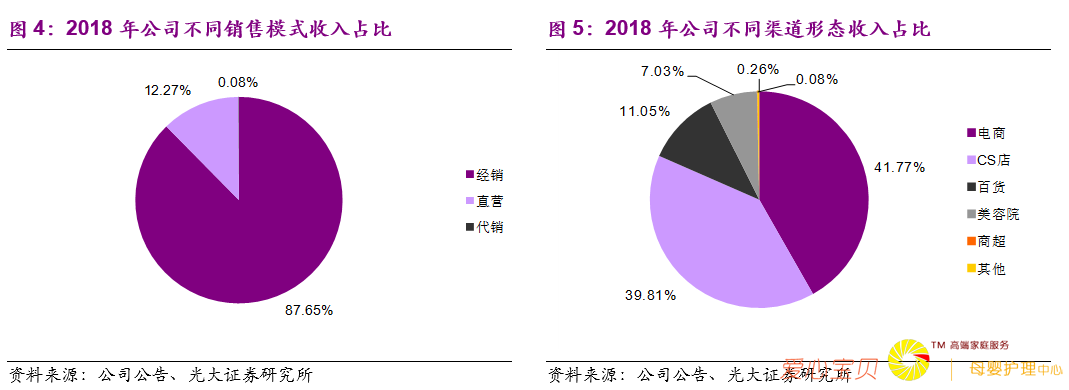 图 4：2018 年公司不同销售模式收入占比
0.08%
12.27%
87.65%
经销
直营
代销
资料来源：公司公告、光大证券研究所
图 5：2018 年公司不同渠道形态收入占比
0.26%
7.03%
0.08%
11.05%
41.77%
39.81%
电商
CS店
百货
美容院
商超
其他
资料来源：公司公告、光大证券研究所
爱心宝贝
TM 高端家庭服务
母婴护理中心